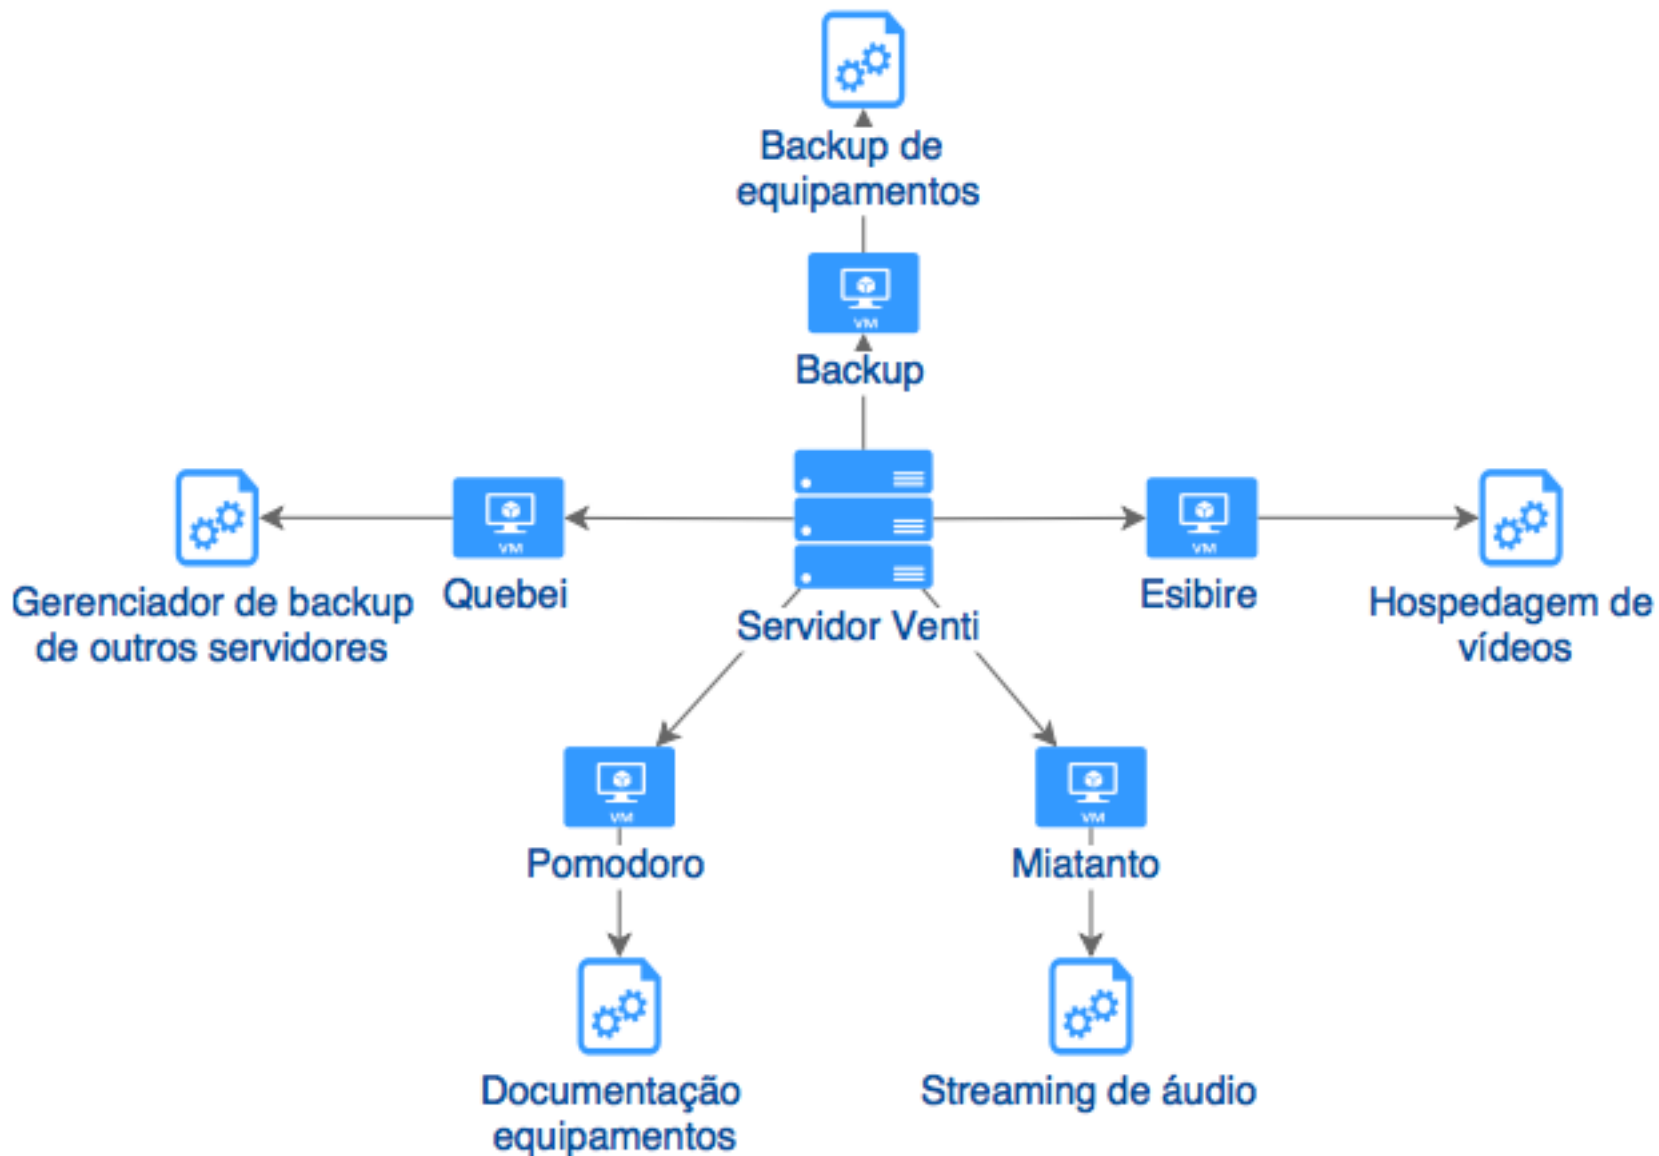 Backup de
equipamentos
VM
Backup
VM
VM
Gerenciador de backup
de outros servidores
Quebei
Servidor Venti
Esibire
Hospedagem de
vídeos
VM
VM
Pomodoro
Miatanto
Documentação
equipamentos
Streaming de áudio